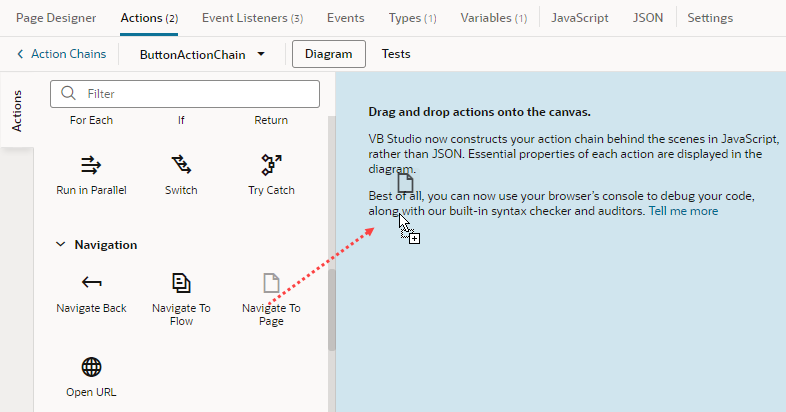 Page Designer Actions (2) Event Listeners (3) Events Types (1) Variables (1) JavaScript JSON Settings
Action Chains ButtonActionChain Diagram Tests
Actions
Filter
For Each If Return
Run in Parallel Switch Try Catch
Navigation
Navigate Back Navigate To Flow Navigate To Page
Open URL
Drag and drop actions onto the canvas.
VB Studio now constructs your action chain behind the scenes in JavaScript,
rather than JSON. Essential properties of each action are displayed in the
diagram.
Best of all, you can now use your browser's console to debug your code,
along with our built-in syntax checker and auditors. Tell me more